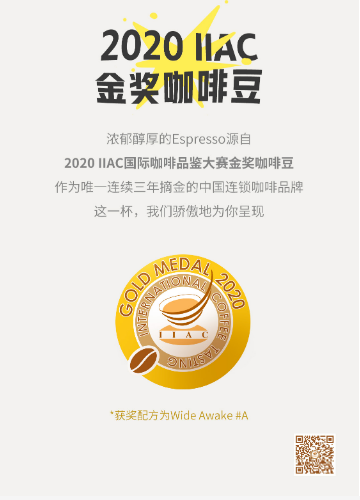 2020 IIAC
金奖咖啡豆
浓郁醇厚的Espresso源自
2020 IIAC国际咖啡品鉴大赛金奖咖啡豆
作为唯一连续三年摘金的中国连锁咖啡品牌
这一杯，我们骄傲地为你呈现
GOLD MEDAL 2020
INTERNATIONAL COFFEE TASTING
IIAC
*获奖配方为Wide Awake #A